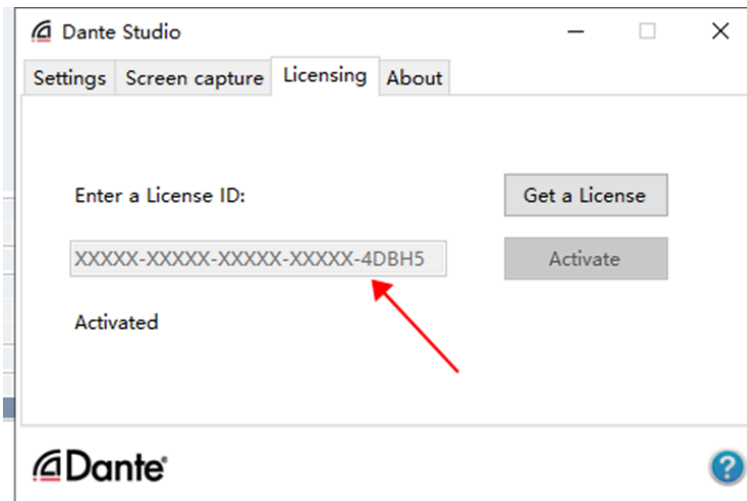 Dante Studio
Settings Screen capture Licensing About
Enter a License ID:
Get a License
XXXXX-XXXXX-XXXXX-XXXXX-4DBH5
Activate
Activated
Dante
?